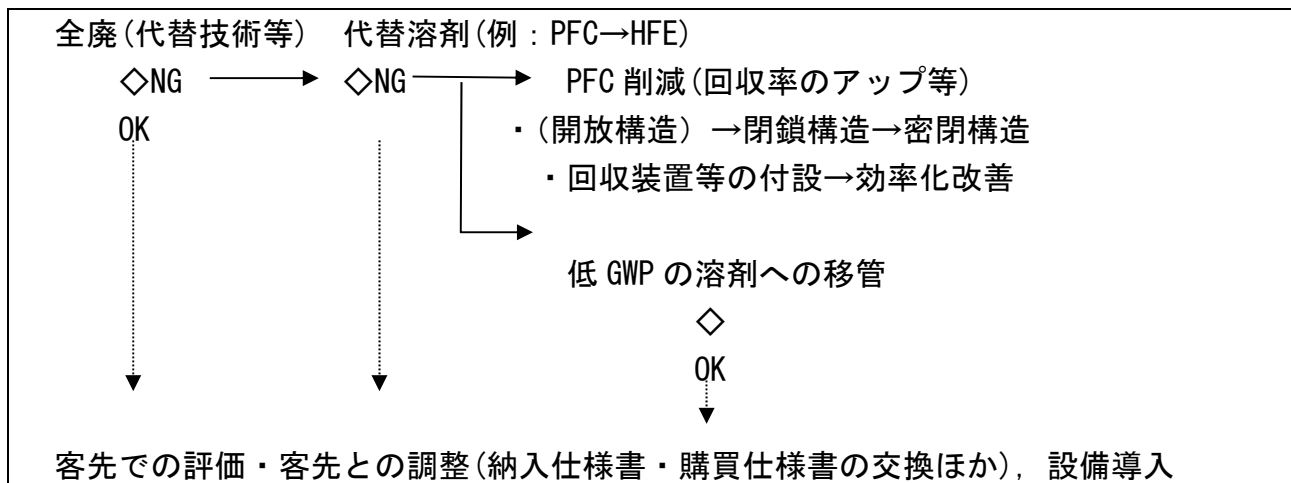 全廃(代替技術等) 代替溶剤(例:PFC→HFE)
◇NG ◇NG PFC 削減(回収率のアップ等)
OK ・(開放構造)→閉鎖構造→密閉構造
・回収装置等の付設→効率化改善
低 GWP の溶剤への移管
◇
OK
客先での評価・客先との調整(納入仕様書・購買仕様書の交換ほか), 設備導入